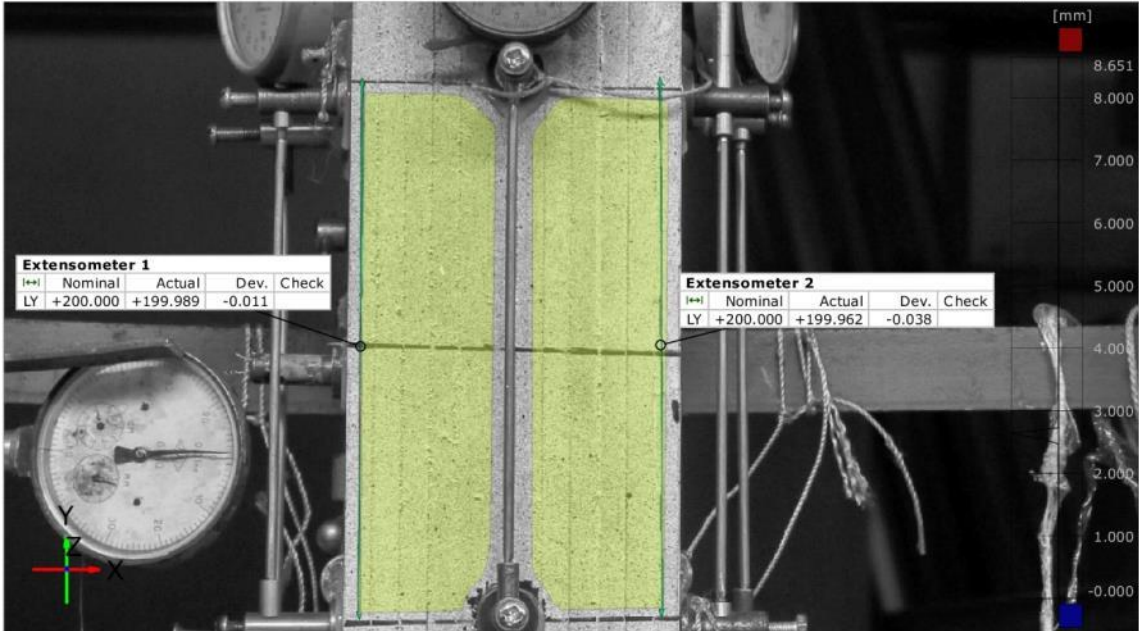 [mm]
8.651
8.000
7.000
6.000
5.000
4.000
3.000
2.000
1.000
-0.000
Extensometer 1
Nominal Actual Dev. Check
LY +200.000 +199.989 -0.011
Extensometer 2
Nominal Actual Dev. Check
LY +200.000 +199.962 -0.038
Y
Z
X